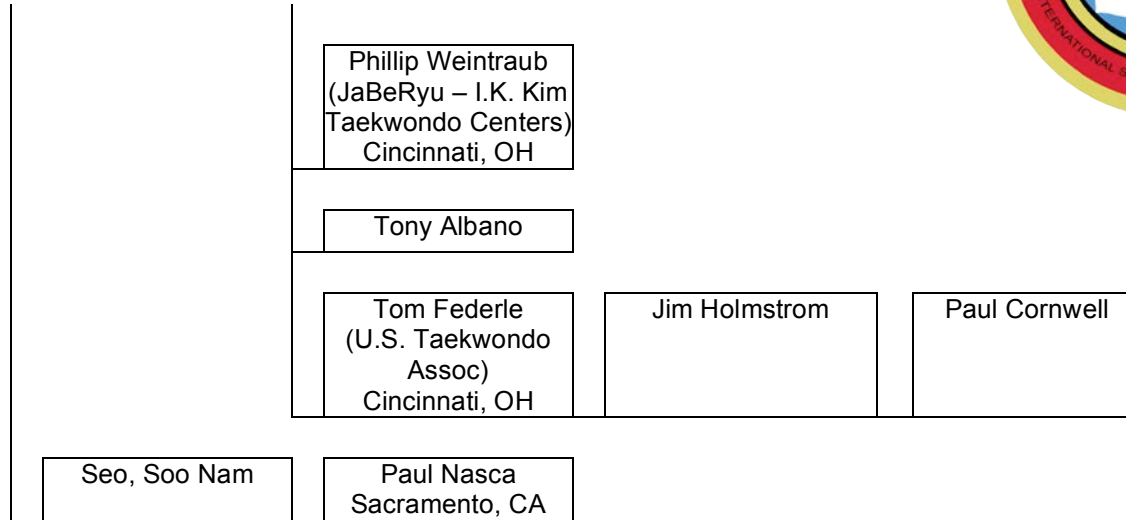 TERNATIONAL S
Phillip Weintraub
(JaBeRyu – I.K. Kim
Taekwondo Centers)
Cincinnati, OH
Tony Albano
Tom Federle
(U.S. Taekwondo
Assoc)
Cincinnati, OH
Jim Holmstrom
Paul Cornwell
Seo, Soo Nam
Paul Nasca
Sacramento, CA